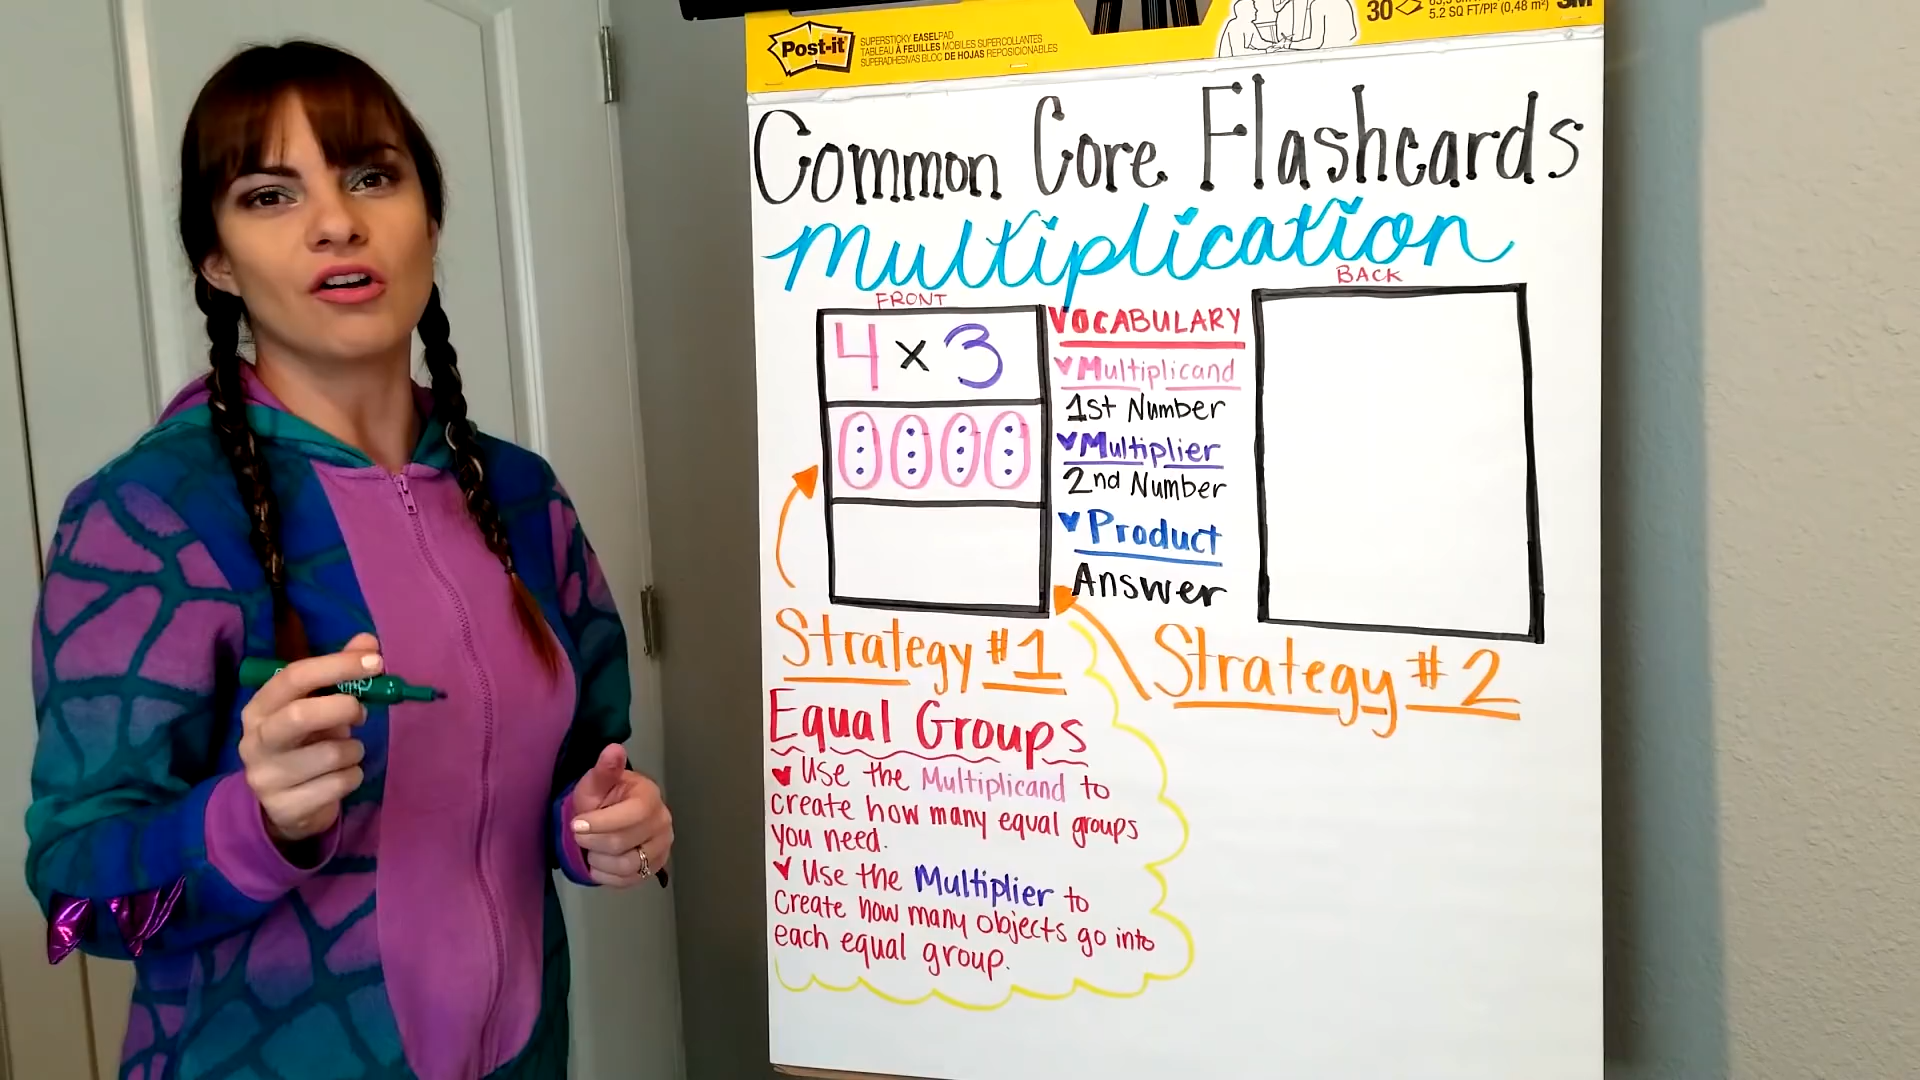 Post-it
SUPERSTICKY EASELPAD
TABLEAU À FEUILLES MOBILES SUPERCOLLANTES
SUPERADHESIVAS BLOC DE HOJAS REPOSICIONABLES
30
5.2 SQ FT/PI² (0,48 m²)
3M
Common Core Flashcards
Multiplication
FRONT
BACK
4 x 3
VOCABULARY
Multiplicand
1st Number
Multiplier
2nd Number
Product
Answer
Strategy #1
Strategy #2
Equal Groups
Use the Multiplicand to
create how many equal groups
you need.
Use the Multiplier to
Create how many objects go into
each equal group.